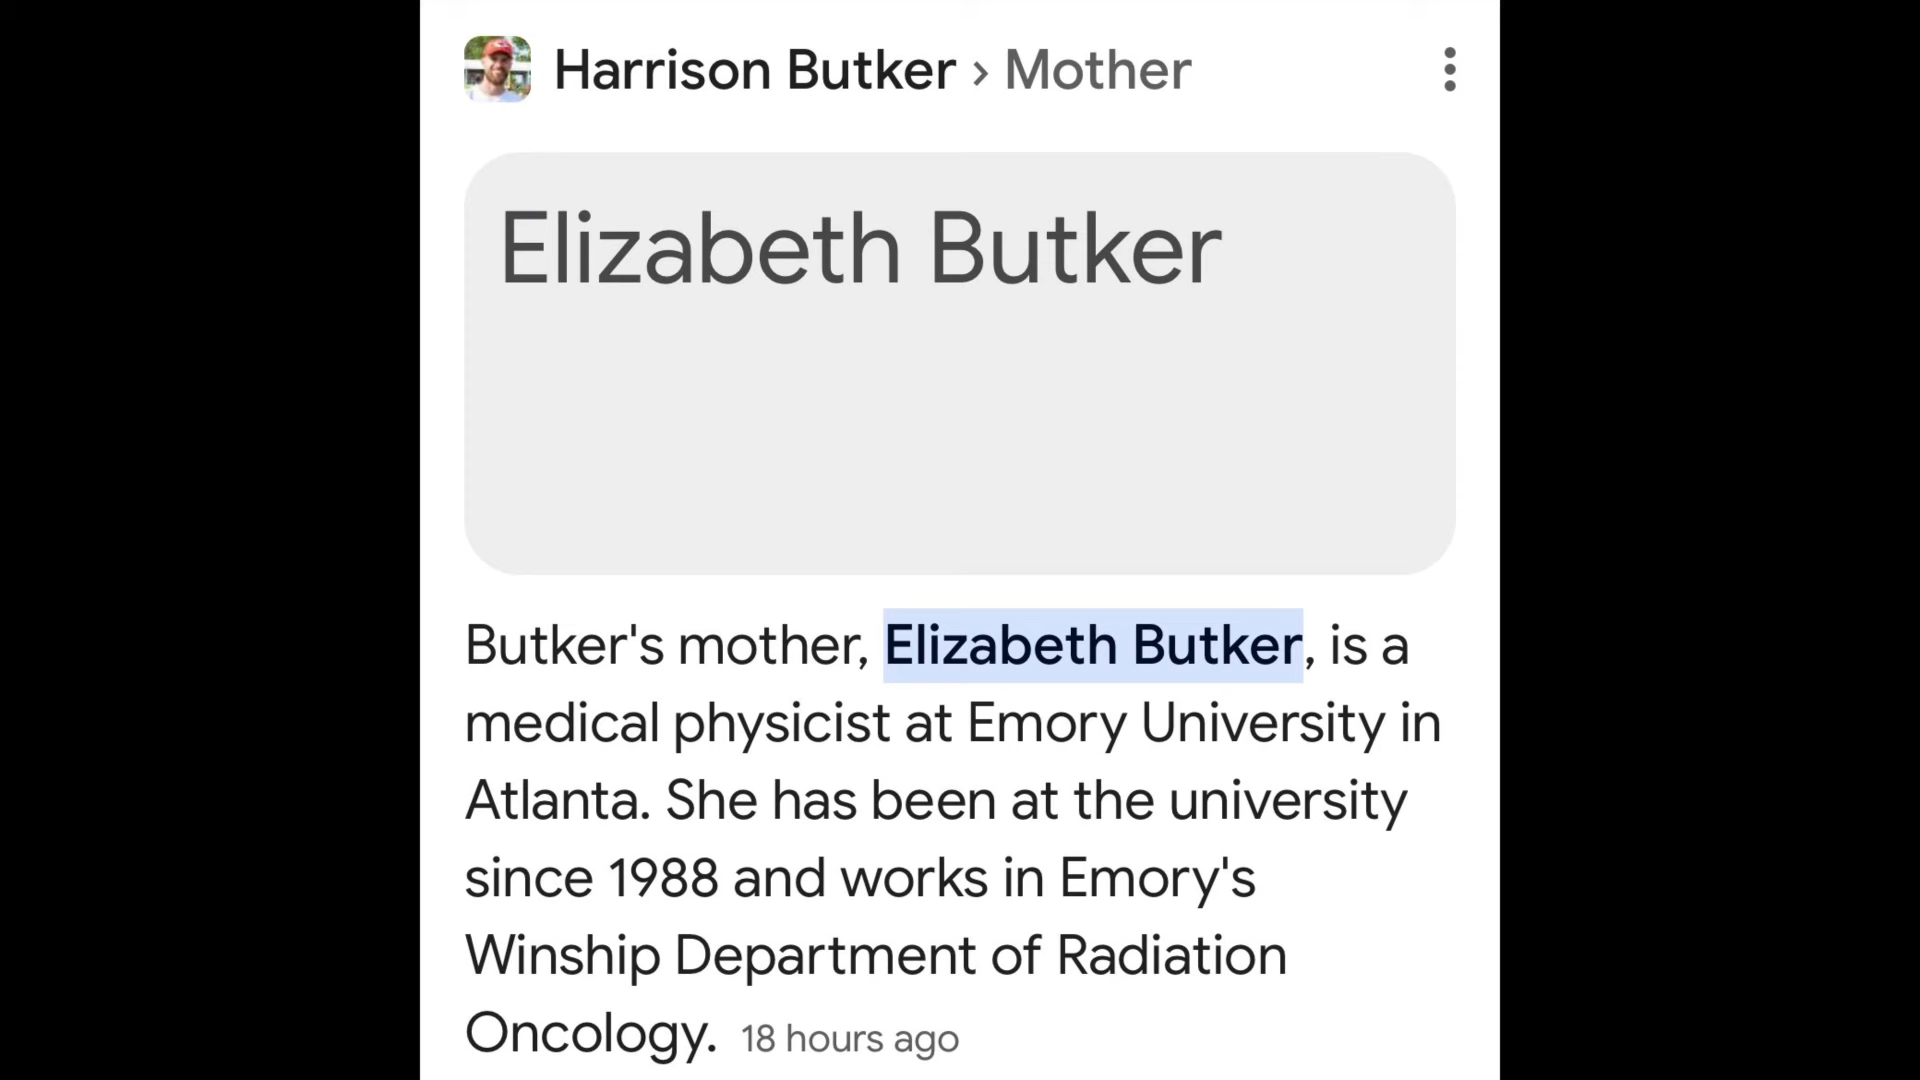 Harrison Butker › Mother
Elizabeth Butker
Butker's mother, Elizabeth Butker, is a
medical physicist at Emory University in
Atlanta. She has been at the university
since 1988 and works in Emory's
Winship Department of Radiation
Oncology. 18 hours ago